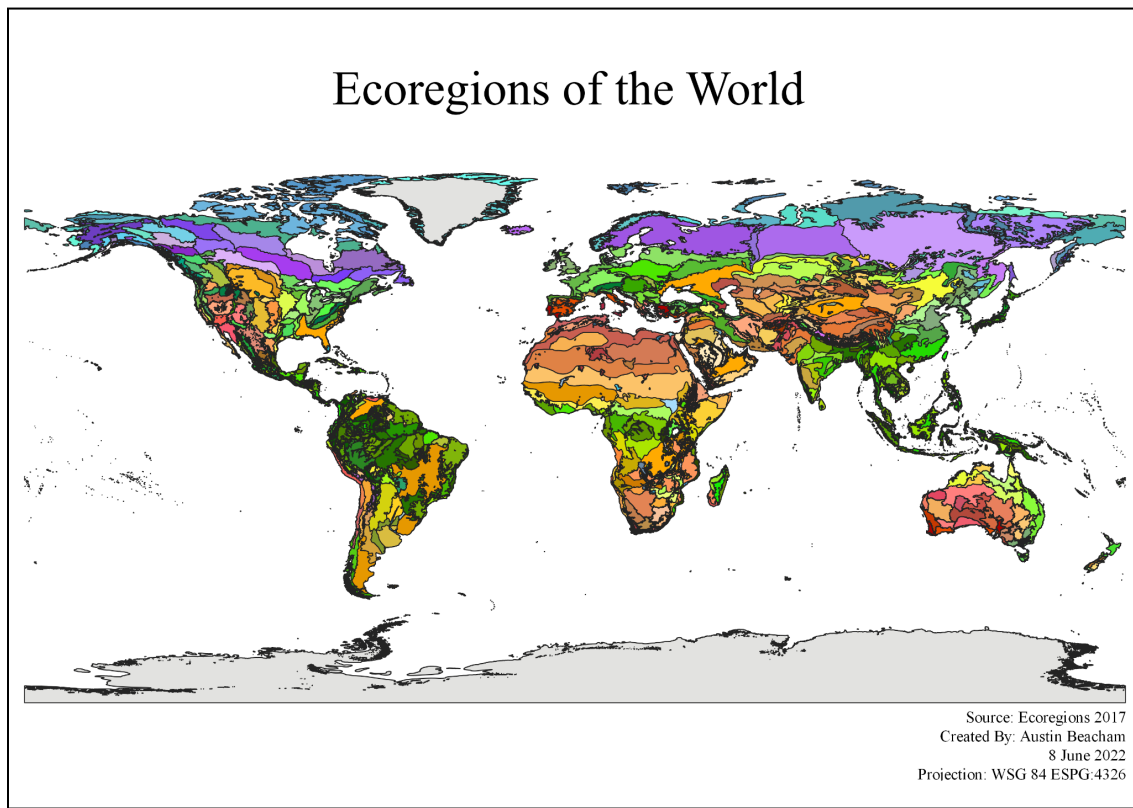 Ecoregions of the World
Source: Ecoregions 2017
Created By: Austin Beacham
8 June 2022
Projection: WSG 84 ESPG:4326